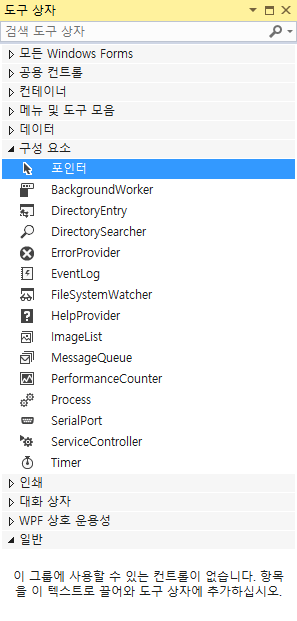 도구 상자
검색 도구 상자
모든 Windows Forms
공용 컨트롤
컨테이너
메뉴 및 도구 모음
데이터
구성 요소
포인터
BackgroundWorker
DirectoryEntry
DirectorySearcher
ErrorProvider
EventLog
FileSystemWatcher
HelpProvider
ImageList
MessageQueue
PerformanceCounter
Process
SerialPort
ServiceController
Timer
인쇄
대화 상자
WPF 상호 운용성
일반
이 그룹에 사용할 수 있는 컨트롤이 없습니다. 항목
을 이 텍스트로 끌어와 도구 상자에 추가하십시오.